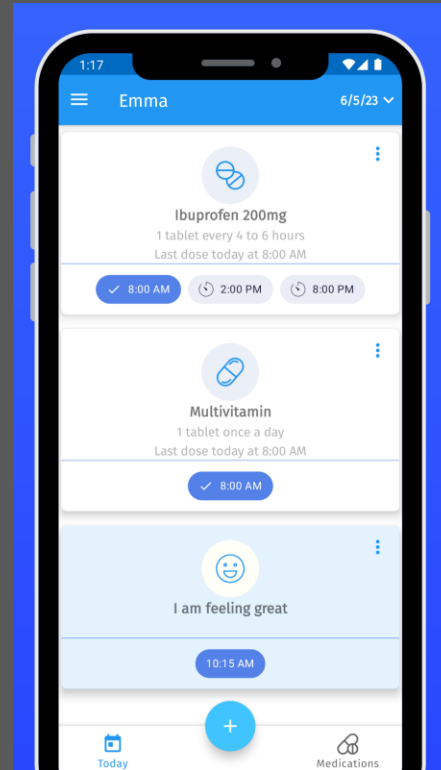 1:17
Emma
6/5/23
Ibuprofen 200mg
1 tablet every 4 to 6 hours
Last dose today at 8:00 AM
8:00 AM 2:00 PM 8:00 PM
Multivitamin
1 tablet once a day
Last dose today at 8:00 AM
8:00 AM
I am feeling great
10:15 AM
+
Today
Medications